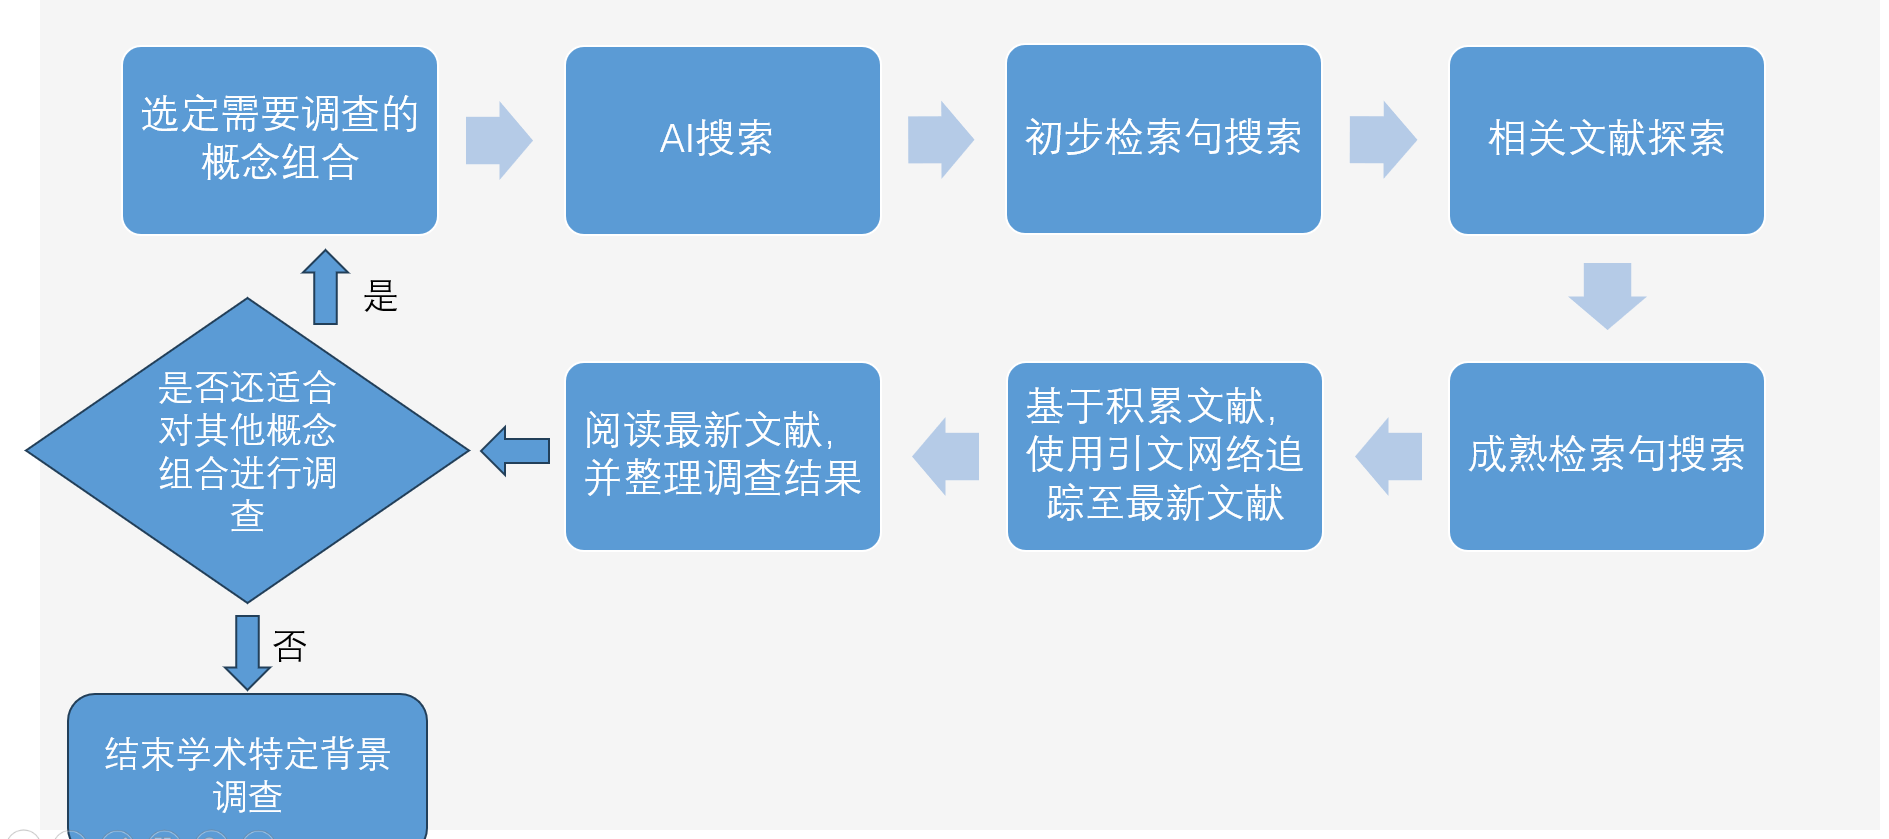 选定需要调查的
概念组合
AI搜索
初步检索句搜索
相关文献探索
成熟检索句搜索
基于积累文献，
使用引文网络追
踪至最新文献
阅读最新文献，
并整理调查结果
是否还适合
对其他概念
组合进行调
查
是
否
结束学术特定背景
调查